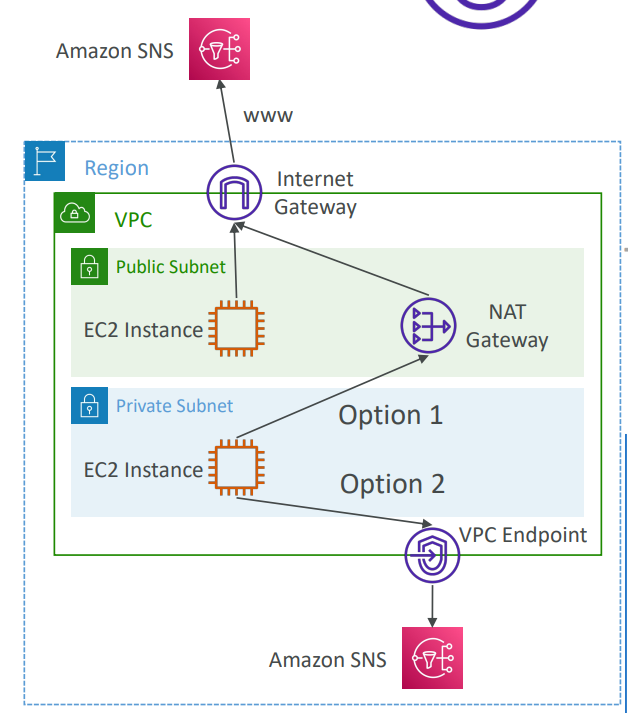 Amazon SNS
www
Region
Internet
Gateway
VPC
Public Subnet
EC2 Instance
NAT
Gateway
Private Subnet
Option 1
EC2 Instance
Option 2
VPC Endpoint
Amazon SNS